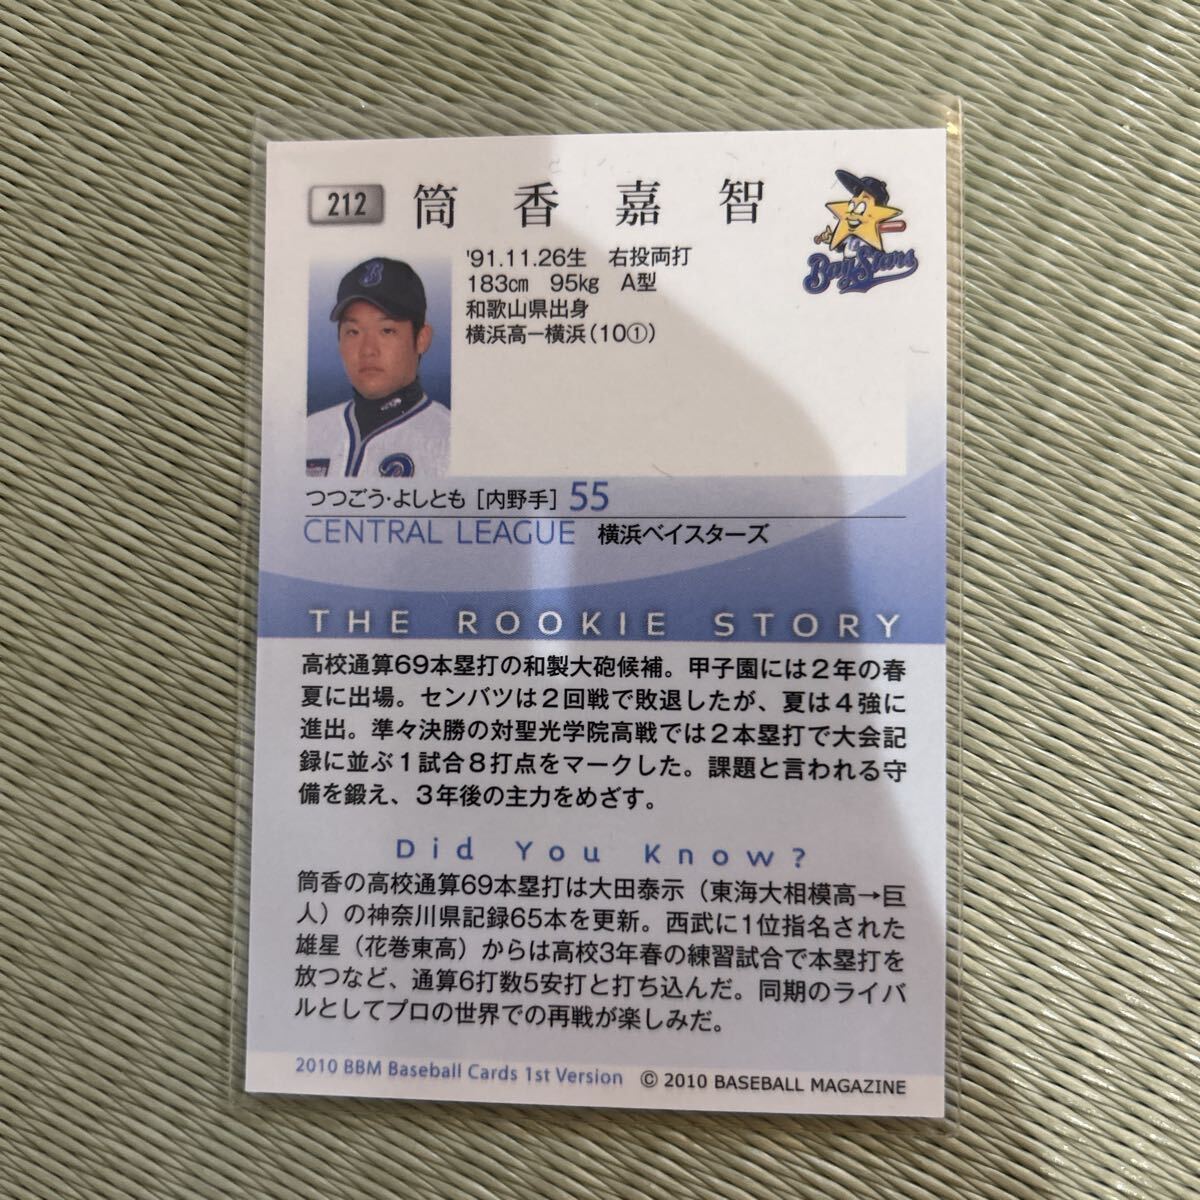 212 筒香嘉智
BayStars
'91.11.26生 右投両打
183cm 95kg A型
和歌山県出身
横浜高ー横浜(10①)
B
つつごう・よしとも [内野手] 55
CENTRAL LEAGUE 横浜ベイスターズ
THE ROOKIE STORY
高校通算69本塁打の和製大砲候補。甲子園には2年の春
夏に出場。センバツは2回戦で敗退したが、夏は4強に
進出。準々決勝の対聖光学院高戦では2本塁打で大会記
録に並ぶ1試合8打点をマークした。課題と言われる守
備を鍛え、3年後の主力をめざす。
Did You Know?
筒香の高校通算69本塁打は大田泰示(東海大相模高→巨
人)の神奈川県記録65本を更新。西武に1位指名された
雄星(花巻東高)からは高校3年春の練習試合で本塁打を
放つなど、通算6打数5安打と打ち込んだ。同期のライバ
ルとしてプロの世界での再戦が楽しみだ。
2010 BBM Baseball Cards 1st Version © 2010 BASEBALL MAGAZINE